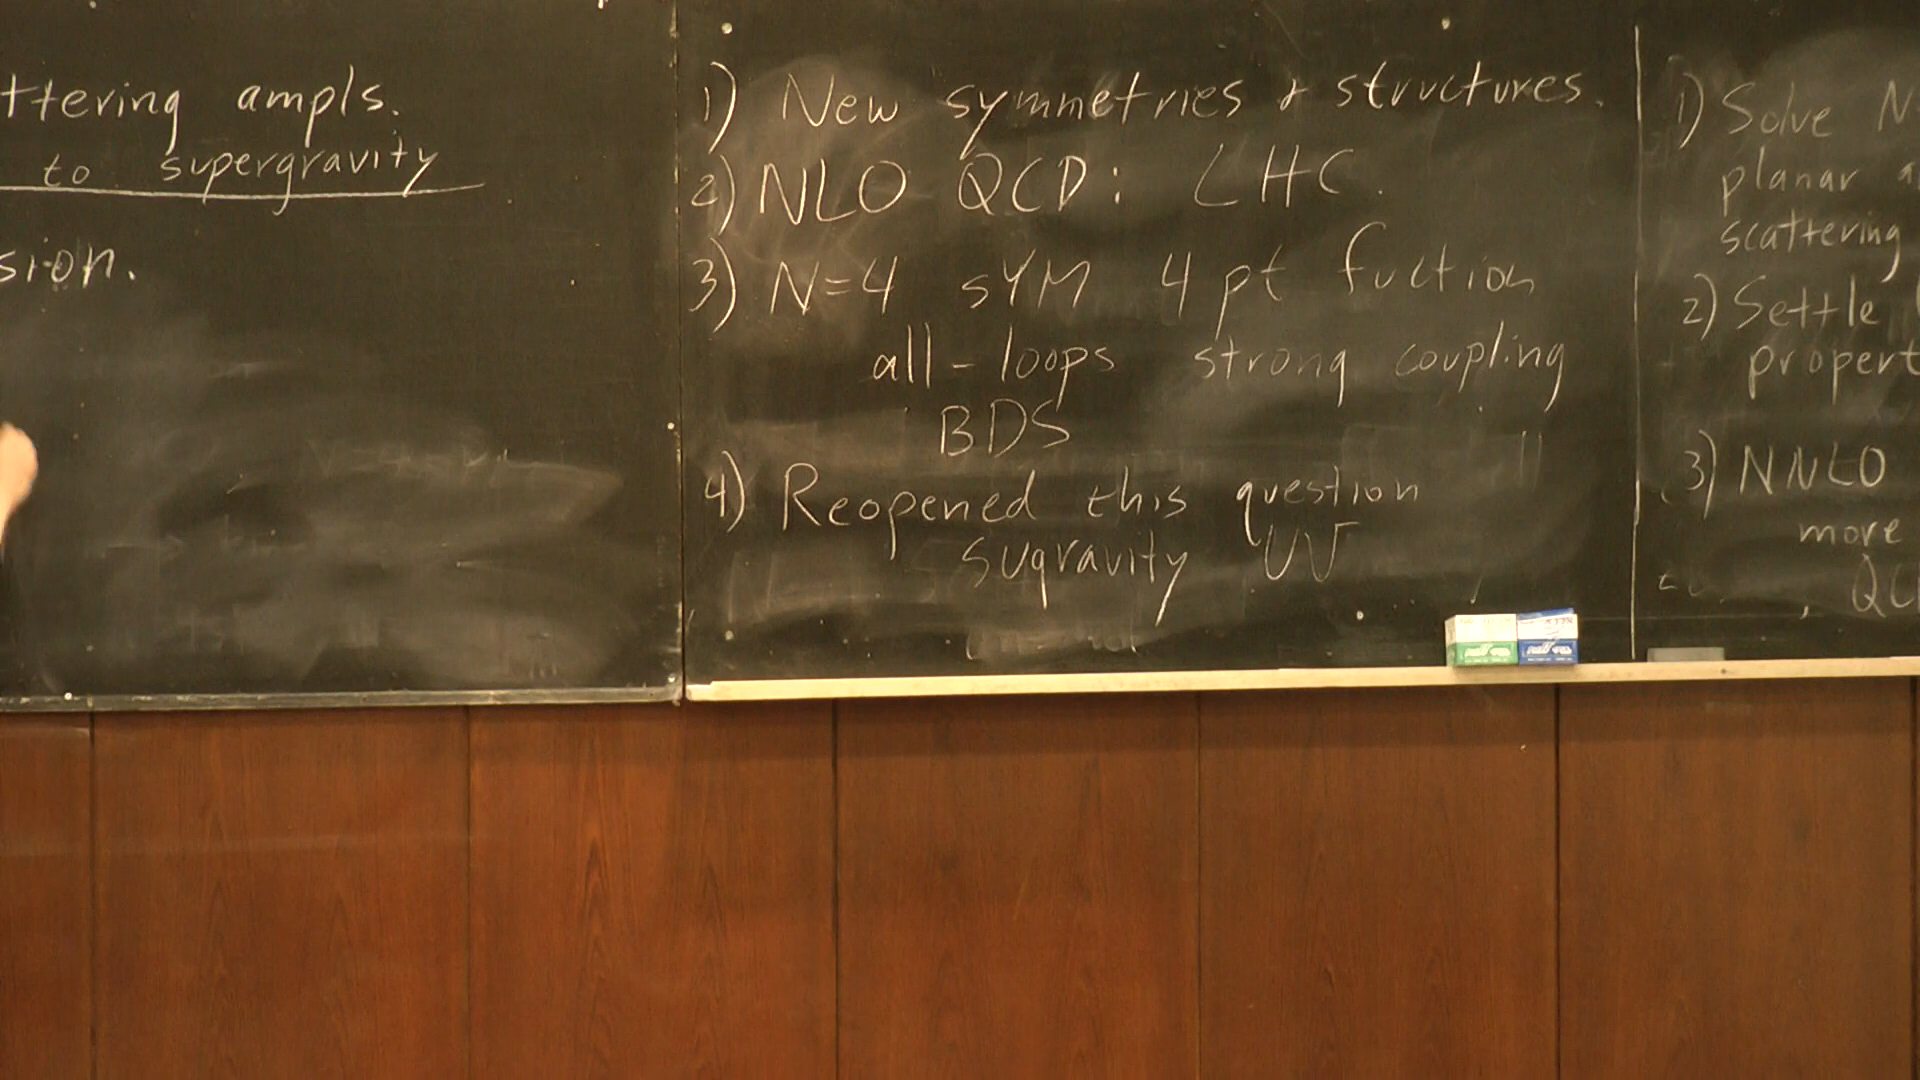 ttering ampls.
to supergravity
sion.
1) New symmetries & structures.
2) NLO QCD: LHC.
3) N=4 sYM 4 pt fuction
all-loops strong coupling
BDS
4) Reopened this question
sugravity UV
1) Solve N
planar a
scattering
2) Settle
propert
3) NNLO
more
QC